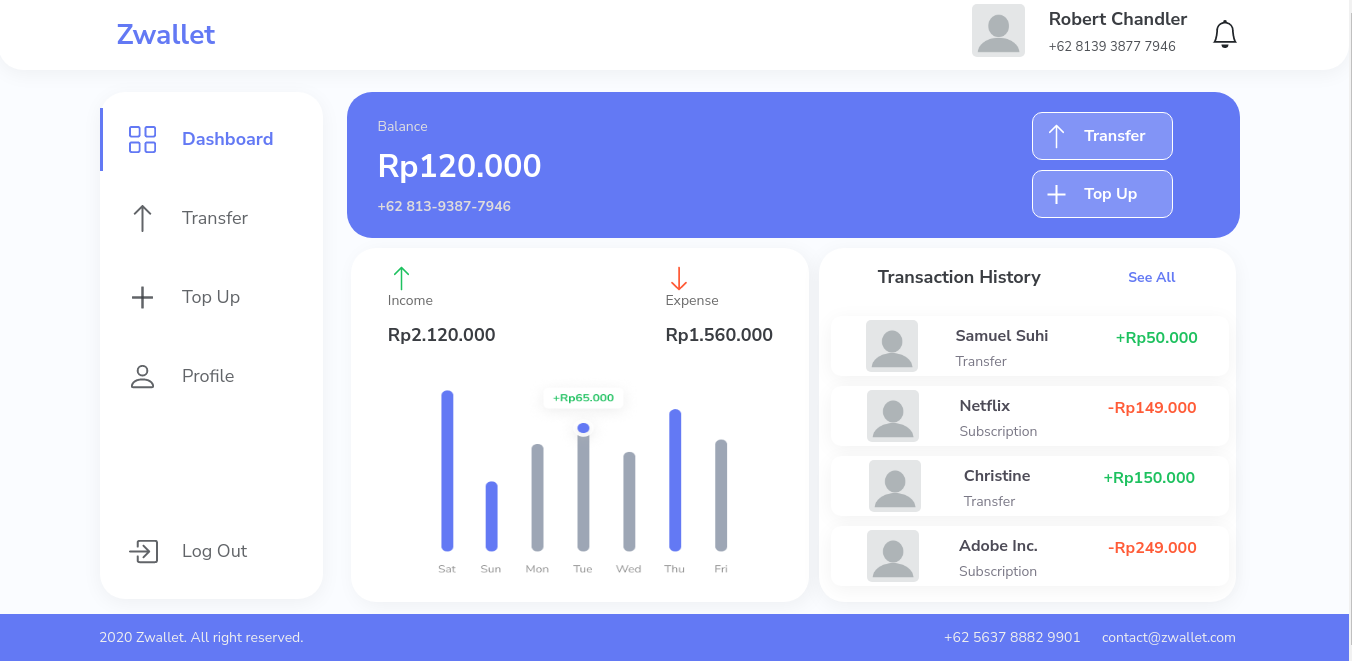 Zwallet
Robert Chandler
+62 8139 3877 7946
Dashboard
Transfer
Top Up
Profile
Log Out
Balance
Rp120.000
+62 813-9387-7946
Transfer
Top Up
Income
Rp2.120.000
Expense
Rp1.560.000
+Rp65.000
Sat Sun Mon Tue Wed Thu Fri
Transaction History
See All
Samuel Suhi
Transfer
+Rp50.000
Netflix
Subscription
-Rp149.000
Christine
Transfer
+Rp150.000
Adobe Inc.
Subscription
-Rp249.000
2020 Zwallet. All right reserved.
+62 5637 8882 9901
contact@zwallet.com